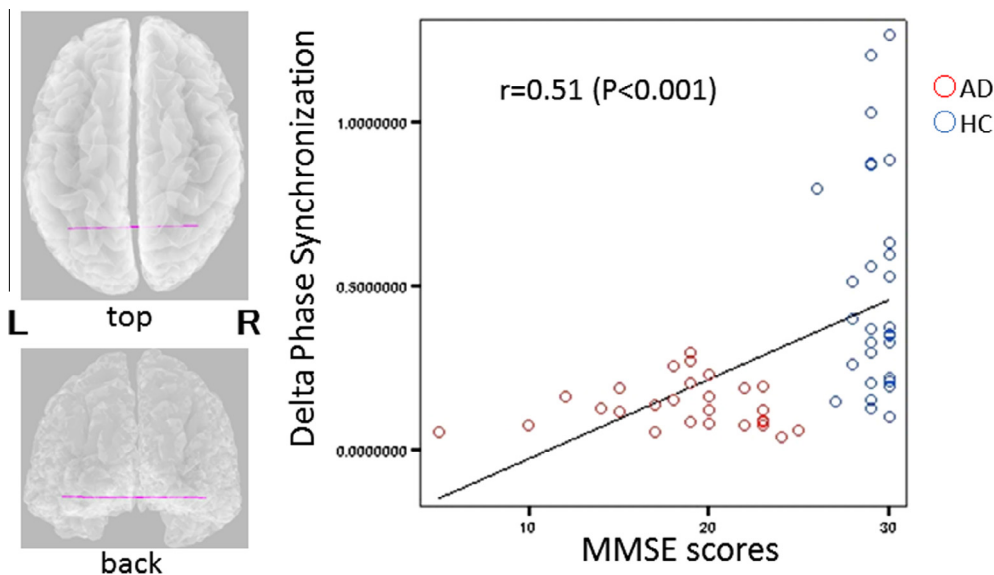 top
L
R
back
Delta Phase Synchronization
1.0000000
0.5000000
0.0000000
r=0.51 (P<0.001)
10
20
30
MMSE scores
AD
HC